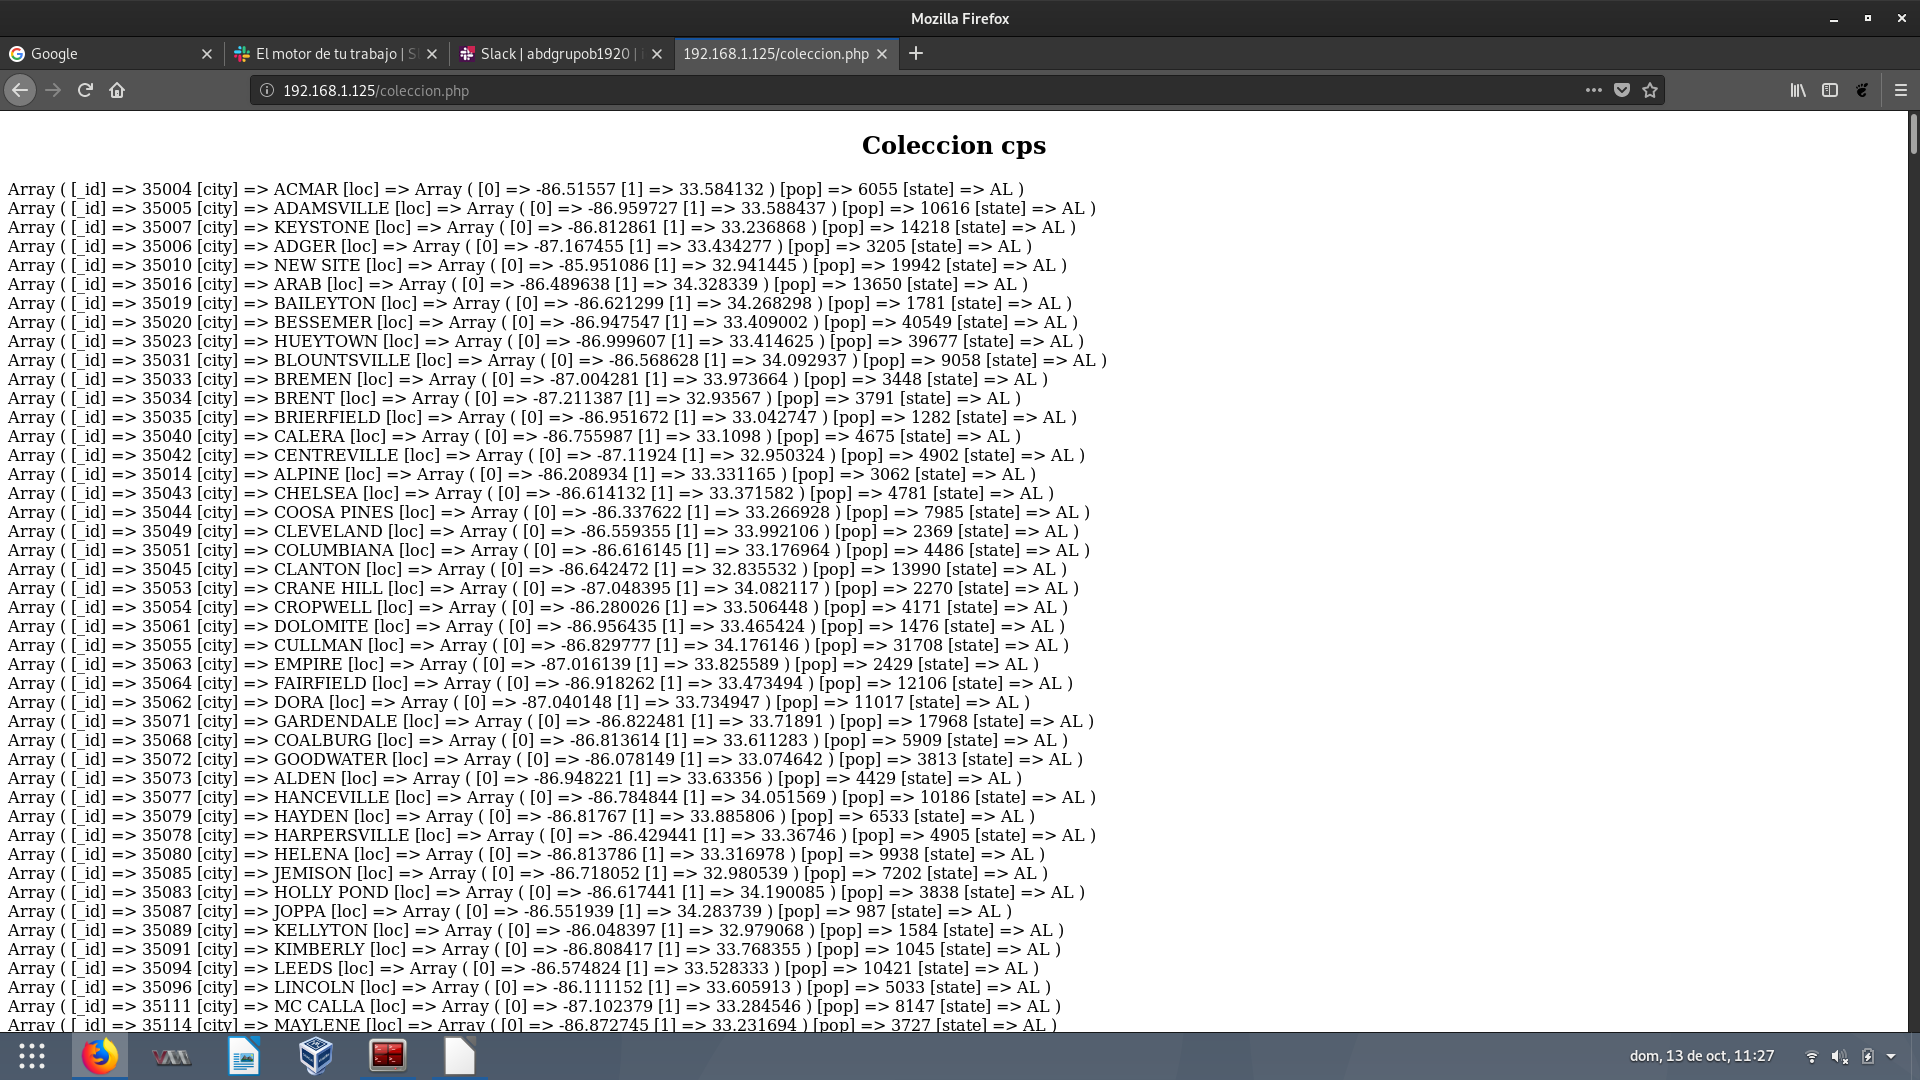 Mozilla Firefox
Google
El motor de tu trabajo | S
Slack | abdgrupob1920 |
192.168.1.125/coleccion.php
192.168.1.125/coleccion.php
Coleccion cps
Array ( [_id] => 35004 [city] => ACMAR [loc] => Array ( [0] => -86.51557 [1] => 33.584132 ) [pop] => 6055 [state] => AL )
Array ( [_id] => 35005 [city] => ADAMSVILLE [loc] => Array ( [0] => -86.959727 [1] => 33.588437 ) [pop] => 10616 [state] => AL )
Array ( [_id] => 35007 [city] => KEYSTONE [loc] => Array ( [0] => -86.812861 [1] => 33.236868 ) [pop] => 14218 [state] => AL )
Array ( [_id] => 35006 [city] => ADGER [loc] => Array ( [0] => -87.167455 [1] => 33.434277 ) [pop] => 3205 [state] => AL )
Array ( [_id] => 35010 [city] => NEW SITE [loc] => Array ( [0] => -85.951086 [1] => 32.941445 ) [pop] => 19942 [state] => AL )
Array ( [_id] => 35016 [city] => ARAB [loc] => Array ( [0] => -86.489638 [1] => 34.328339 ) [pop] => 13650 [state] => AL )
Array ( [_id] => 35019 [city] => BAILEYTON [loc] => Array ( [0] => -86.621299 [1] => 34.268298 ) [pop] => 1781 [state] => AL )
Array ( [_id] => 35020 [city] => BESSEMER [loc] => Array ( [0] => -86.947547 [1] => 33.409002 ) [pop] => 40549 [state] => AL )
Array ( [_id] => 35023 [city] => HUEYTOWN [loc] => Array ( [0] => -86.999607 [1] => 33.414625 ) [pop] => 39677 [state] => AL )
Array ( [_id] => 35031 [city] => BLOUNTSVILLE [loc] => Array ( [0] => -86.568628 [1] => 34.092937 ) [pop] => 9058 [state] => AL )
Array ( [_id] => 35033 [city] => BREMEN [loc] => Array ( [0] => -87.004281 [1] => 33.973664 ) [pop] => 3448 [state] => AL )
Array ( [_id] => 35034 [city] => BRENT [loc] => Array ( [0] => -87.211387 [1] => 32.93567 ) [pop] => 3791 [state] => AL )
Array ( [_id] => 35035 [city] => BRIERFIELD [loc] => Array ( [0] => -86.951672 [1] => 33.042747 ) [pop] => 1282 [state] => AL )
Array ( [_id] => 35040 [city] => CALERA [loc] => Array ( [0] => -86.755987 [1] => 33.1098 ) [pop] => 4675 [state] => AL )
Array ( [_id] => 35042 [city] => CENTREVILLE [loc] => Array ( [0] => -87.11924 [1] => 32.950324 ) [pop] => 4902 [state] => AL )
Array ( [_id] => 35014 [city] => ALPINE [loc] => Array ( [0] => -86.208934 [1] => 33.331165 ) [pop] => 3062 [state] => AL )
Array ( [_id] => 35043 [city] => CHELSEA [loc] => Array ( [0] => -86.614132 [1] => 33.371582 ) [pop] => 4781 [state] => AL )
Array ( [_id] => 35044 [city] => COOSA PINES [loc] => Array ( [0] => -86.337622 [1] => 33.266928 ) [pop] => 7985 [state] => AL )
Array ( [_id] => 35049 [city] => CLEVELAND [loc] => Array ( [0] => -86.559355 [1] => 33.992106 ) [pop] => 2369 [state] => AL )
Array ( [_id] => 35051 [city] => COLUMBIANA [loc] => Array ( [0] => -86.616145 [1] => 33.176964 ) [pop] => 4486 [state] => AL )
Array ( [_id] => 35045 [city] => CLANTON [loc] => Array ( [0] => -86.642472 [1] => 32.835532 ) [pop] => 13990 [state] => AL )
Array ( [_id] => 35053 [city] => CRANE HILL [loc] => Array ( [0] => -87.048395 [1] => 34.082117 ) [pop] => 2270 [state] => AL )
Array ( [_id] => 35054 [city] => CROPWELL [loc] => Array ( [0] => -86.280026 [1] => 33.506448 ) [pop] => 4171 [state] => AL )
Array ( [_id] => 35061 [city] => DOLOMITE [loc] => Array ( [0] => -86.956435 [1] => 33.465424 ) [pop] => 1476 [state] => AL )
Array ( [_id] => 35055 [city] => CULLMAN [loc] => Array ( [0] => -86.829777 [1] => 34.176146 ) [pop] => 31708 [state] => AL )
Array ( [_id] => 35063 [city] => EMPIRE [loc] => Array ( [0] => -87.016139 [1] => 33.825589 ) [pop] => 2429 [state] => AL )
Array ( [_id] => 35064 [city] => FAIRFIELD [loc] => Array ( [0] => -86.918262 [1] => 33.473494 ) [pop] => 12106 [state] => AL )
Array ( [_id] => 35062 [city] => DORA [loc] => Array ( [0] => -87.040148 [1] => 33.734947 ) [pop] => 11017 [state] => AL )
Array ( [_id] => 35071 [city] => GARDENDALE [loc] => Array ( [0] => -86.822481 [1] => 33.71891 ) [pop] => 17968 [state] => AL )
Array ( [_id] => 35068 [city] => COALBURG [loc] => Array ( [0] => -86.813614 [1] => 33.611283 ) [pop] => 5909 [state] => AL )
Array ( [_id] => 35072 [city] => GOODWATER [loc] => Array ( [0] => -86.078149 [1] => 33.074642 ) [pop] => 3813 [state] => AL )
Array ( [_id] => 35073 [city] => ALDEN [loc] => Array ( [0] => -86.948221 [1] => 33.63356 ) [pop] => 4429 [state] => AL )
Array ( [_id] => 35077 [city] => HANCEVILLE [loc] => Array ( [0] => -86.784844 [1] => 34.051569 ) [pop] => 10186 [state] => AL )
Array ( [_id] => 35079 [city] => HAYDEN [loc] => Array ( [0] => -86.81767 [1] => 33.885806 ) [pop] => 6533 [state] => AL )
Array ( [_id] => 35078 [city] => HARPERSVILLE [loc] => Array ( [0] => -86.429441 [1] => 33.36746 ) [pop] => 4905 [state] => AL )
Array ( [_id] => 35080 [city] => HELENA [loc] => Array ( [0] => -86.813786 [1] => 33.316978 ) [pop] => 9938 [state] => AL )
Array ( [_id] => 35085 [city] => JEMISON [loc] => Array ( [0] => -86.718052 [1] => 32.980539 ) [pop] => 7202 [state] => AL )
Array ( [_id] => 35083 [city] => HOLLY POND [loc] => Array ( [0] => -86.617441 [1] => 34.190085 ) [pop] => 3838 [state] => AL )
Array ( [_id] => 35087 [city] => JOPPA [loc] => Array ( [0] => -86.551939 [1] => 34.283739 ) [pop] => 987 [state] => AL )
Array ( [_id] => 35089 [city] => KELLYTON [loc] => Array ( [0] => -86.048397 [1] => 32.979068 ) [pop] => 1584 [state] => AL )
Array ( [_id] => 35091 [city] => KIMBERLY [loc] => Array ( [0] => -86.808417 [1] => 33.768355 ) [pop] => 1045 [state] => AL )
Array ( [_id] => 35094 [city] => LEEDS [loc] => Array ( [0] => -86.574824 [1] => 33.528333 ) [pop] => 10421 [state] => AL )
Array ( [_id] => 35096 [city] => LINCOLN [loc] => Array ( [0] => -86.111152 [1] => 33.605913 ) [pop] => 5033 [state] => AL )
Array ( [_id] => 35111 [city] => MC CALLA [loc] => Array ( [0] => -87.102379 [1] => 33.284546 ) [pop] => 8147 [state] => AL )
Array ( [_id] => 35114 [city] => MAYLENE [loc] => Array ( [0] => -86.872745 [1] => 33.231694 ) [pop] => 3727 [state] => AL )
dom, 13 de oct, 11:27